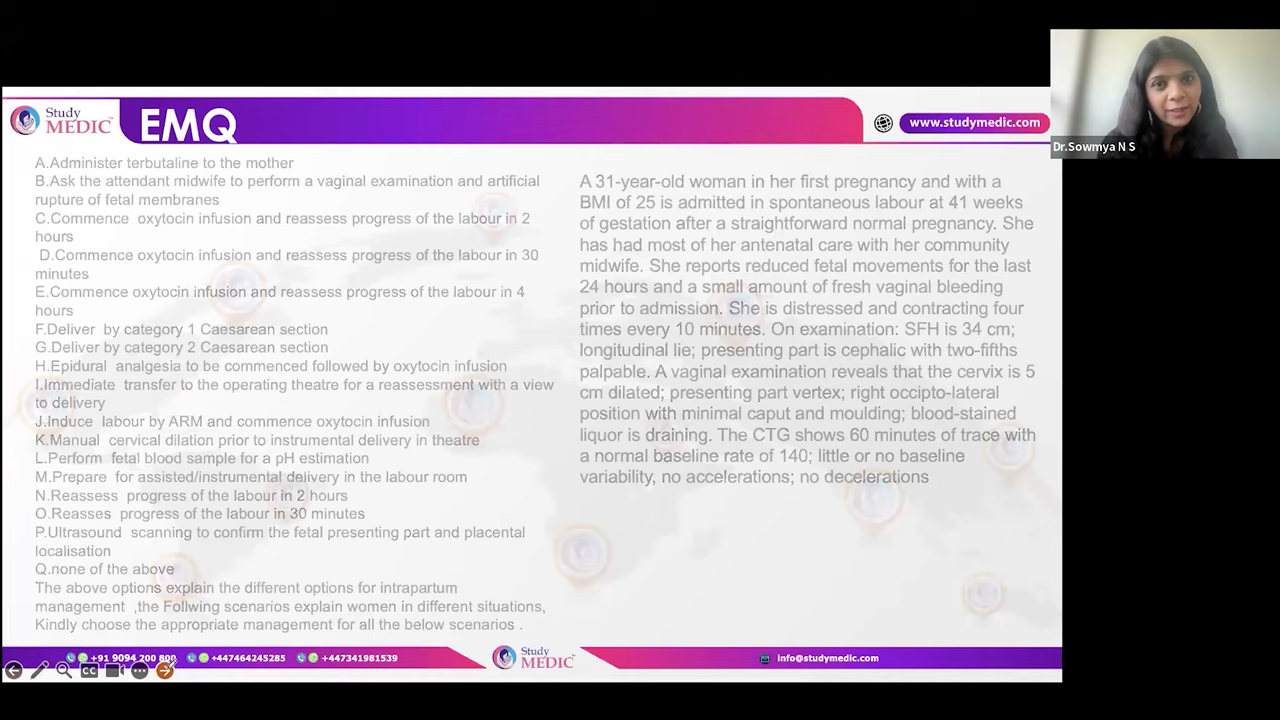 Study
MEDIC
EMQ
www.studymedic.com
Dr.Sowmya N S
A.Administer terbutaline to the mother
B.Ask the attendant midwife to perform a vaginal examination and artificial
rupture of fetal membranes
C.Commence oxytocin infusion and reassess progress of the labour in 2
hours
D.Commence oxytocin infusion and reassess progress of the labour in 30
minutes
E.Commence oxytocin infusion and reassess progress of the labour in 4
hours
F.Deliver by category 1 Caesarean section
G.Deliver by category 2 Caesarean section
H.Epidural analgesia to be commenced followed by oxytocin infusion
I.Immediate transfer to the operating theatre for a reassessment with a view
to delivery
J.Induce labour by ARM and commence oxytocin infusion
K.Manual cervical dilation prior to instrumental delivery in theatre
L.Perform fetal blood sample for a pH estimation
M.Prepare for assisted/instrumental delivery in the labour room
N.Reassess progress of the labour in 2 hours
O.Reasses progress of the labour in 30 minutes
P.Ultrasound scanning to confirm the fetal presenting part and placental
localisation
Q.none of the above
The above options explain the different options for intrapartum
management ,the Follwing scenarios explain women in different situations,
Kindly choose the appropriate management for all the below scenarios .
A 31-year-old woman in her first pregnancy and with a
BMI of 25 is admitted in spontaneous labour at 41 weeks
of gestation after a straightforward normal pregnancy. She
has had most of her antenatal care with her community
midwife. She reports reduced fetal movements for the last
24 hours and a small amount of fresh vaginal bleeding
prior to admission. She is distressed and contracting four
times every 10 minutes. On examination: SFH is 34 cm;
longitudinal lie; presenting part is cephalic with two-fifths
palpable. A vaginal examination reveals that the cervix is 5
cm dilated; presenting part vertex; right occipto-lateral
position with minimal caput and moulding; blood-stained
liquor is draining. The CTG shows 60 minutes of trace with
a normal baseline rate of 140; little or no baseline
variability, no accelerations; no decelerations
+91 9094 200 800
+447464245285
+447341981539
Study
MEDIC
info@studymedic.com
CC